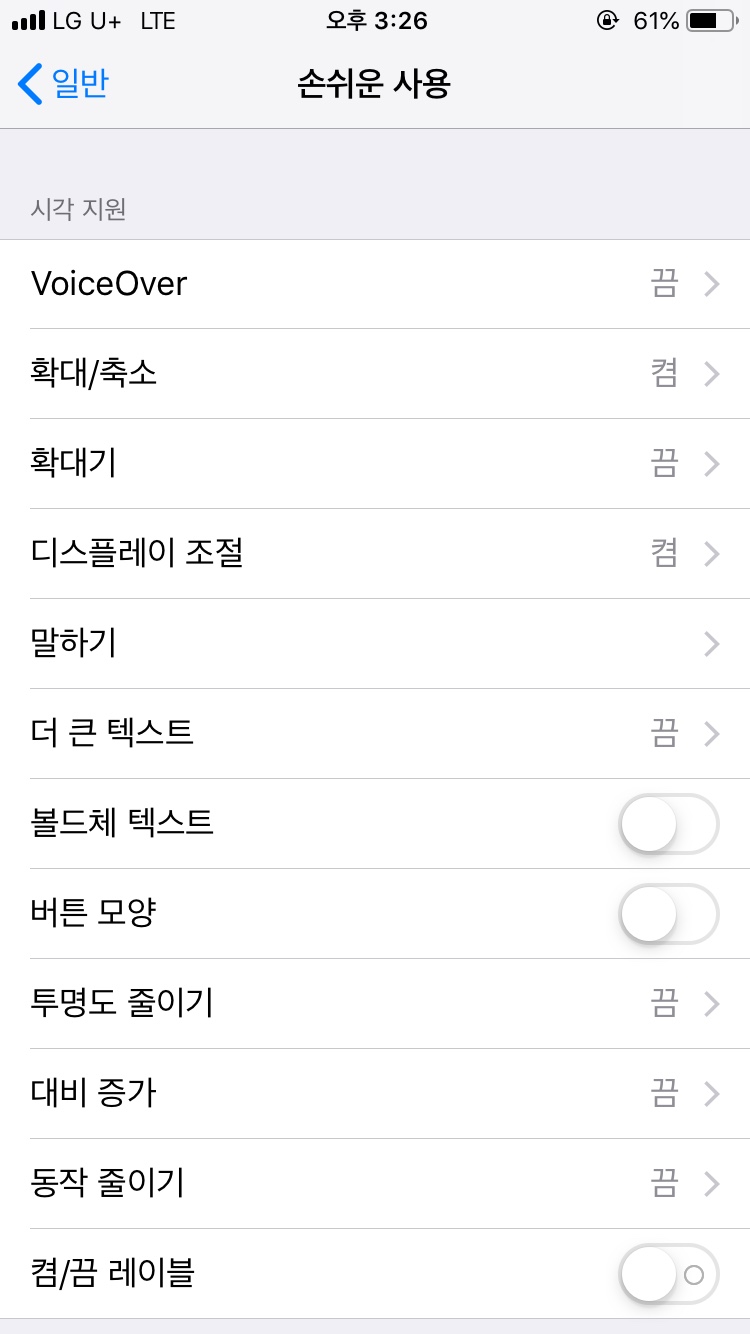 LG U+ LTE 오후 3:26 61%
일반 손쉬운 사용
시각 지원
VoiceOver 끔
확대/축소 켬
확대기 끔
디스플레이 조절 켬
말하기
더 큰 텍스트 끔
볼드체 텍스트
버튼 모양
투명도 줄이기 끔
대비 증가 끔
동작 줄이기 끔
켬/끔 레이블